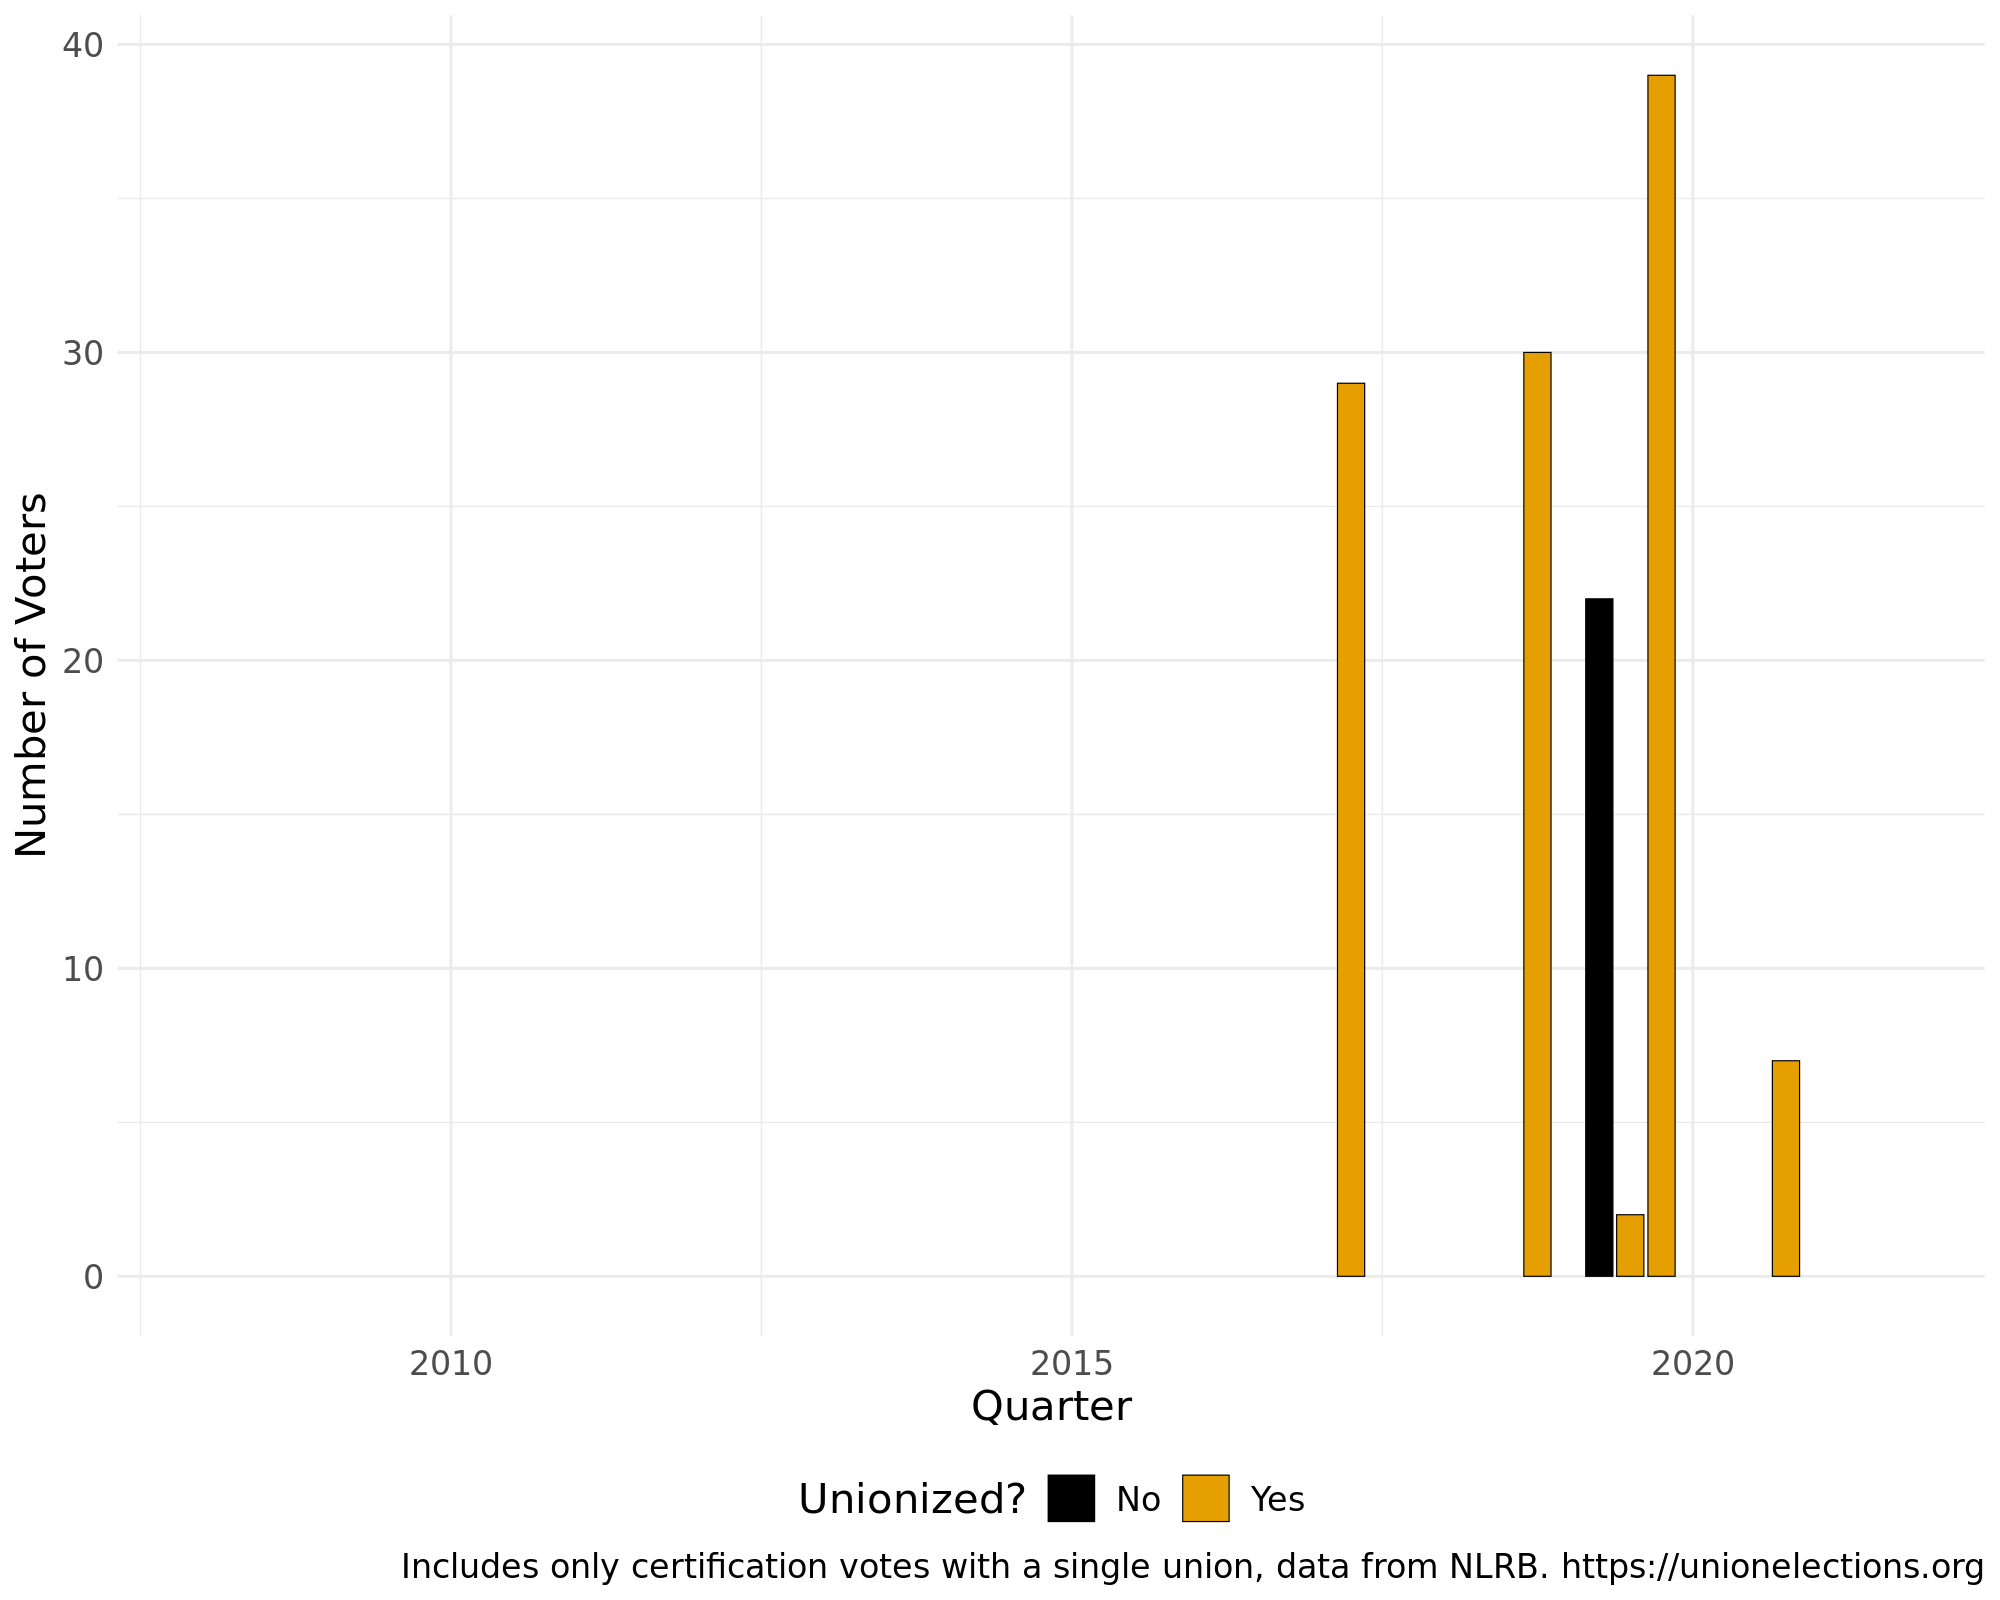 40
30
20
10
0
Number of Voters
2010 2015 2020
Quarter
Unionized? No Yes
Includes only certification votes with a single union, data from NLRB. https://unionelections.org